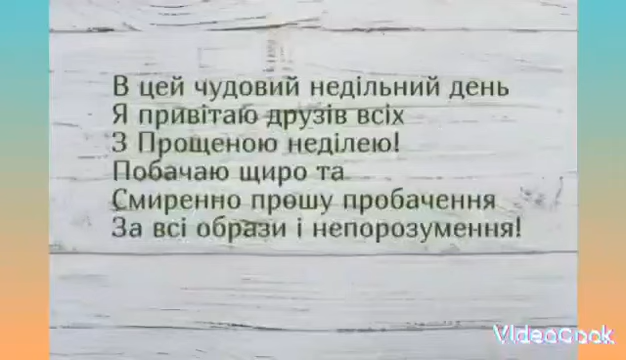 В цей чудовий недільний день
Я привітаю друзів всіх
З Прощеною неділею!
Побачаю щиро та
Смиренно прошу пробачення
За всі образи і непорозумення!
VideoCook